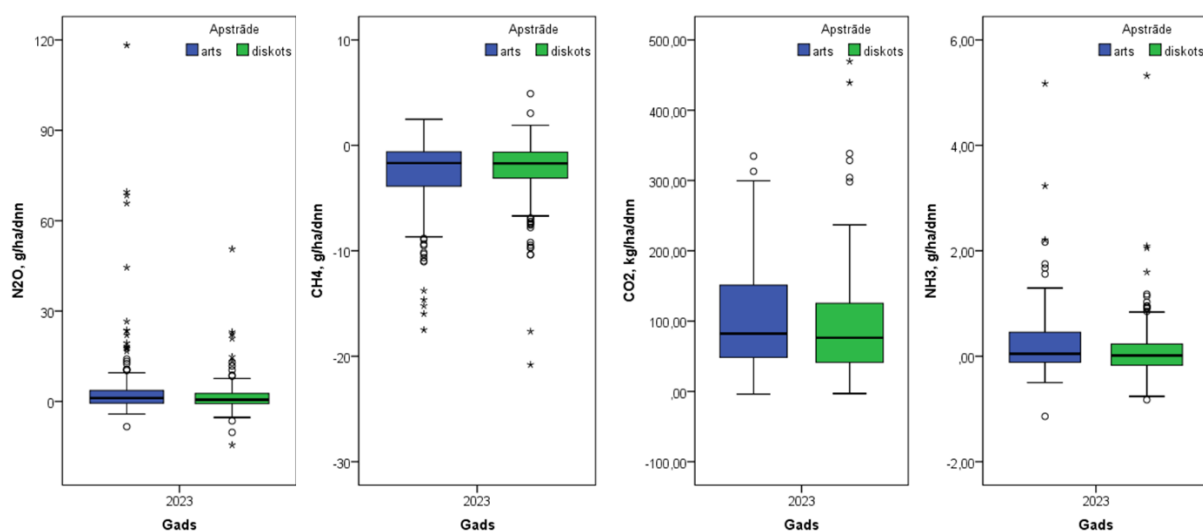 Apstrāde
arts diskots
120
90
60
30
0
N2O, g/ha/dnn
2023
Gads
Apstrāde
arts diskots
10
0
-10
-20
-30
CH4, g/ha/dnn
2023
Gads
Apstrāde
arts diskots
500,00
400,00
300,00
200,00
100,00
,00
-100,00
CO2, kg/ha/dnn
2023
Gads
Apstrāde
arts diskots
6,00
4,00
2,00
,00
-2,00
NH3, g/ha/dnn
2023
Gads